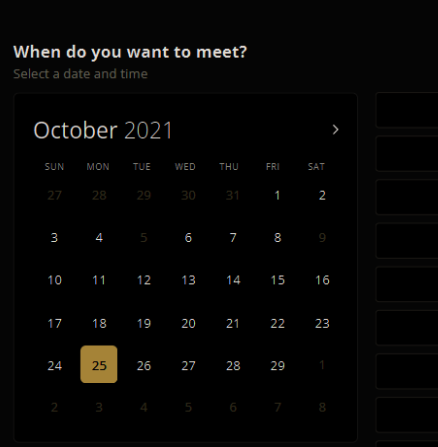 When do you want to meet?
Select a date and time
October 2021
SUN MON TUE WED THU FRI SAT
27 28 29 30 31 1 2
3 4 5 6 7 8 9
10 11 12 13 14 15 16
17 18 19 20 21 22 23
24 25 26 27 28 29 1
2 3 4 5 6 7 8